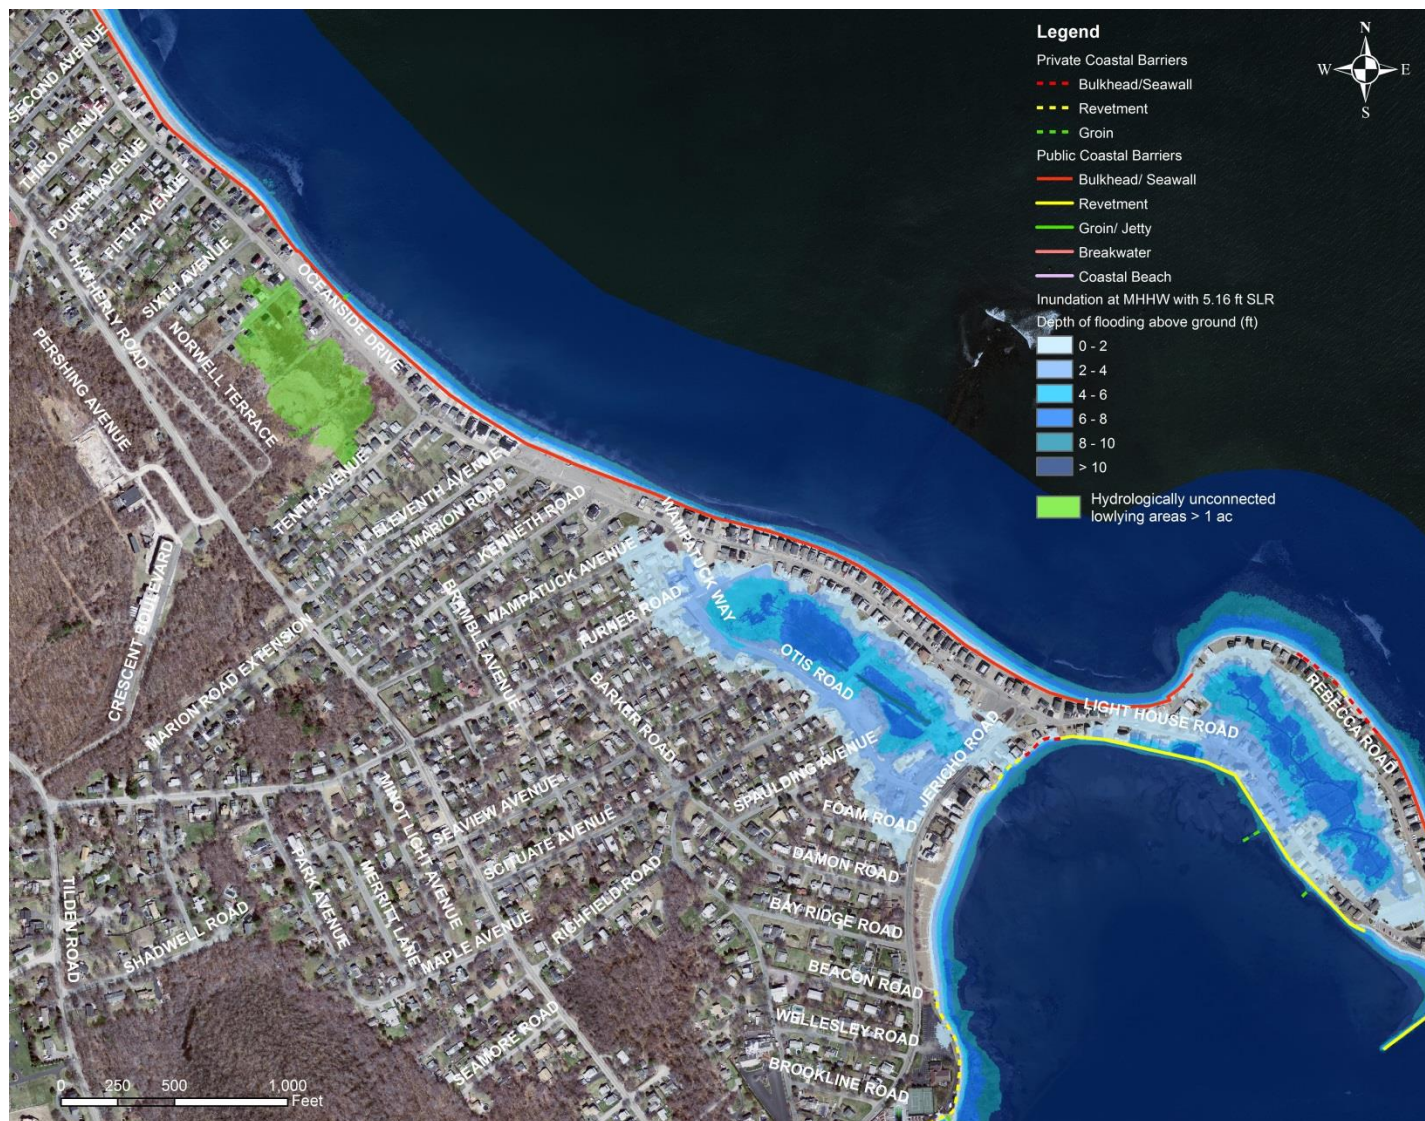 Legend
Private Coastal Barriers
Bulkhead/Seawall
Revetment
Groin
Public Coastal Barriers
Bulkhead/ Seawall
Revetment
Groin/ Jetty
Breakwater
Coastal Beach
Inundation at MHHW with 5.16 ft SLR
Depth of flooding above ground (ft)
0 - 2
2 - 4
4 - 6
6 - 8
8 - 10
> 10
Hydrologically unconnected
lowlying areas > 1 ac
N
W
E
S
SECOND AVENUE
THIRD AVENUE
FOURTH AVENUE
FIFTH AVENUE
HATHERLY ROAD
SIXTH AVENUE
OCEANSIDE DRIVE
NORWELL TERRACE
PERSHING AVENUE
TENTH AVENUE
ELEVENTH AVENUE
MARION ROAD
KENNETH ROAD
WAMPATUCK WAY
WAMPATUCK AVENUE
BRAMBLE AVENUE
TURNER ROAD
CRESCENT BOULEVARD
MARION ROAD EXTENSION
BARKER ROAD
OTIS ROAD
LIGHT HOUSE ROAD
REBECCA ROAD
JERICHO ROAD
SPAULDING AVENUE
FOAM ROAD
MINOT LIGHT AVENUE
SEAVIEW AVENUE
SCITUATE AVENUE
DAMON ROAD
RICHFIELD ROAD
BAY RIDGE ROAD
PARK AVENUE
MERRITT LANE
MAPLE AVENUE
TILDEN ROAD
SHADWELL ROAD
BEACON ROAD
WELLESLEY ROAD
SEAMORE ROAD
BROOKLINE ROAD
0 250 500 1,000
Feet